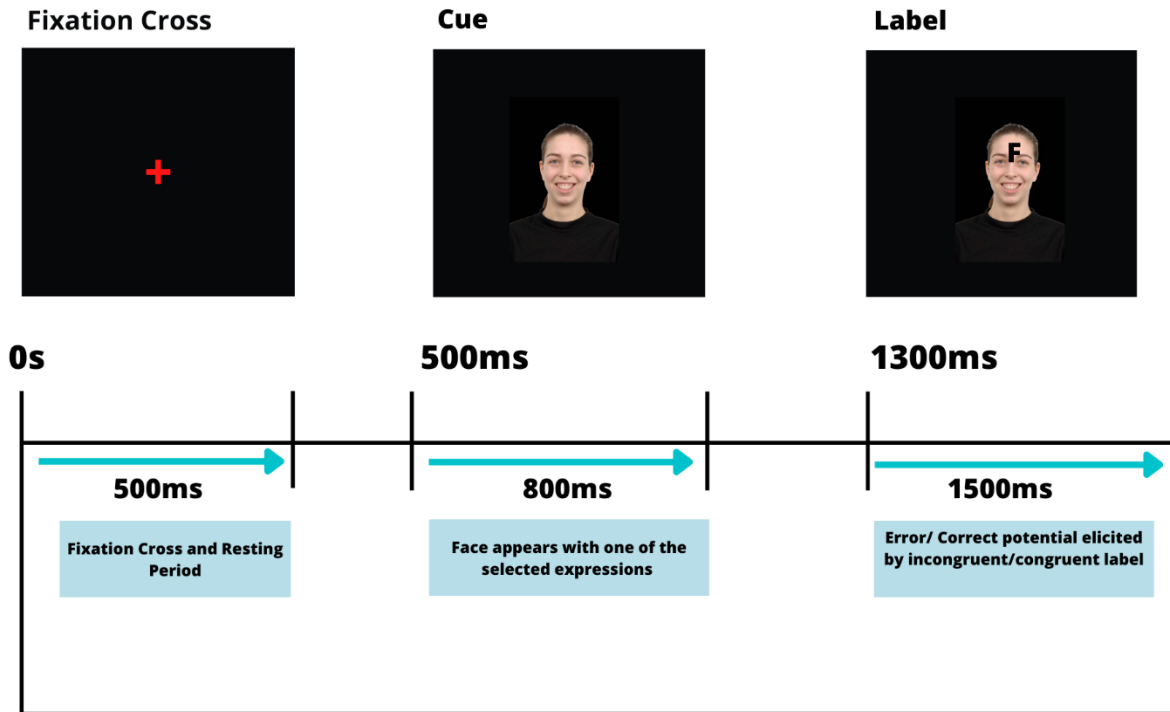 Fixation Cross
Cue
Label
F
0s
500ms
1300ms
500ms
800ms
1500ms
Fixation Cross and Resting
Period
Face appears with one of the
selected expressions
Error/ Correct potential elicited
by incongruent/congruent label